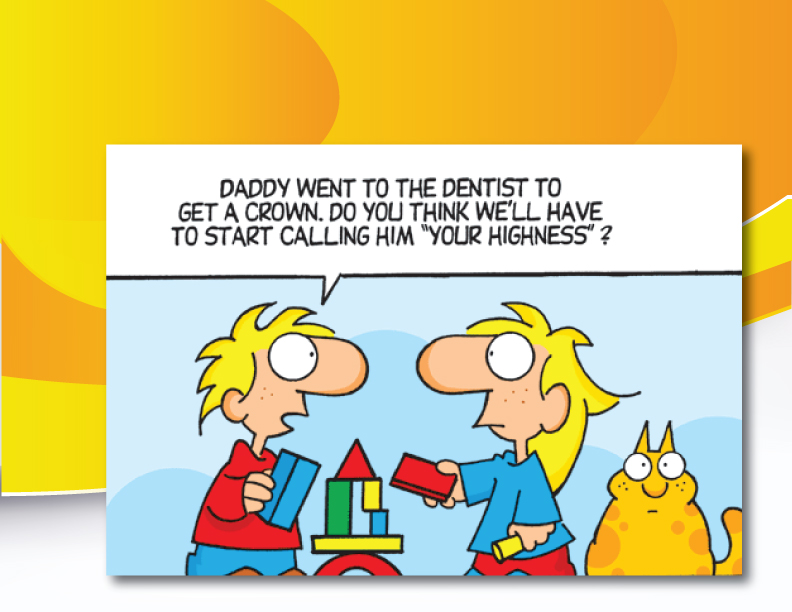 DADDY WENT TO THE DENTIST TO
GET A CROWN. DO YOU THINK WE'LL HAVE
TO START CALLING HIM "YOUR HIGHNESS" ?